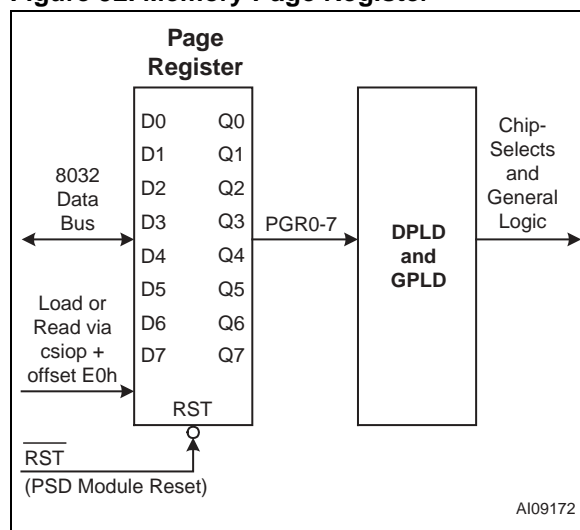 Figure Memory Page Register
Page
Register
D0 Q0
D1 Q1
D2 Q2
D3 Q3
D4 Q4
D5 Q5
D6 Q6
D7 Q7
RST
8032
Data
Bus
Load or
Read via
csiop +
offset E0h
RST
(PSD Module Reset)
PGR0-7
DPLD
and
GPLD
Chip-
Selects
and
General
Logic
AI09172